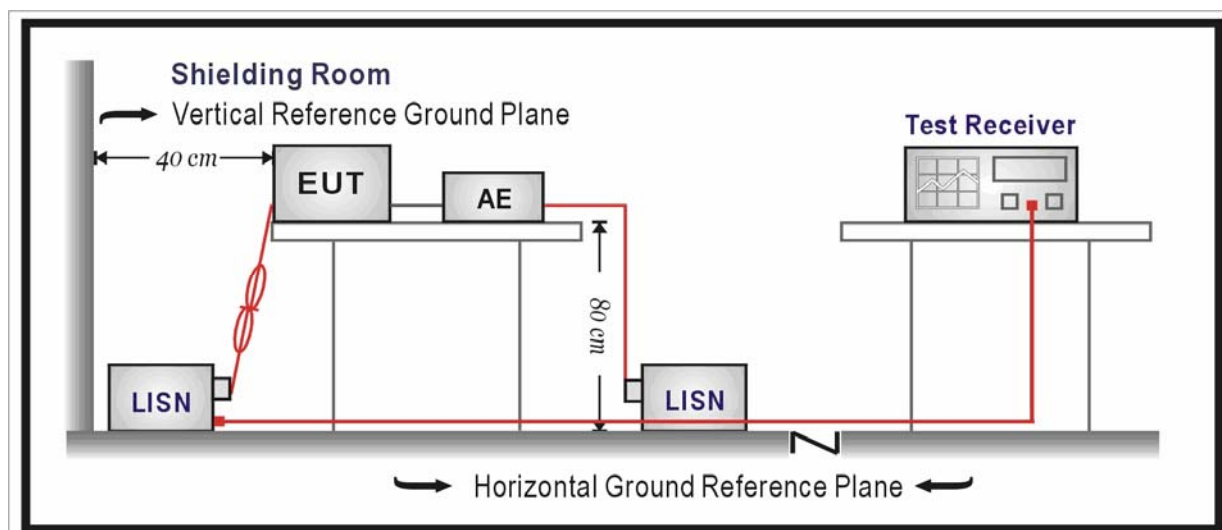 Shielding Room
Vertical Reference Ground Plane
Test Receiver
40 cm
EUT
AE
80 cm
LISN
LISN
Horizontal Ground Reference Plane